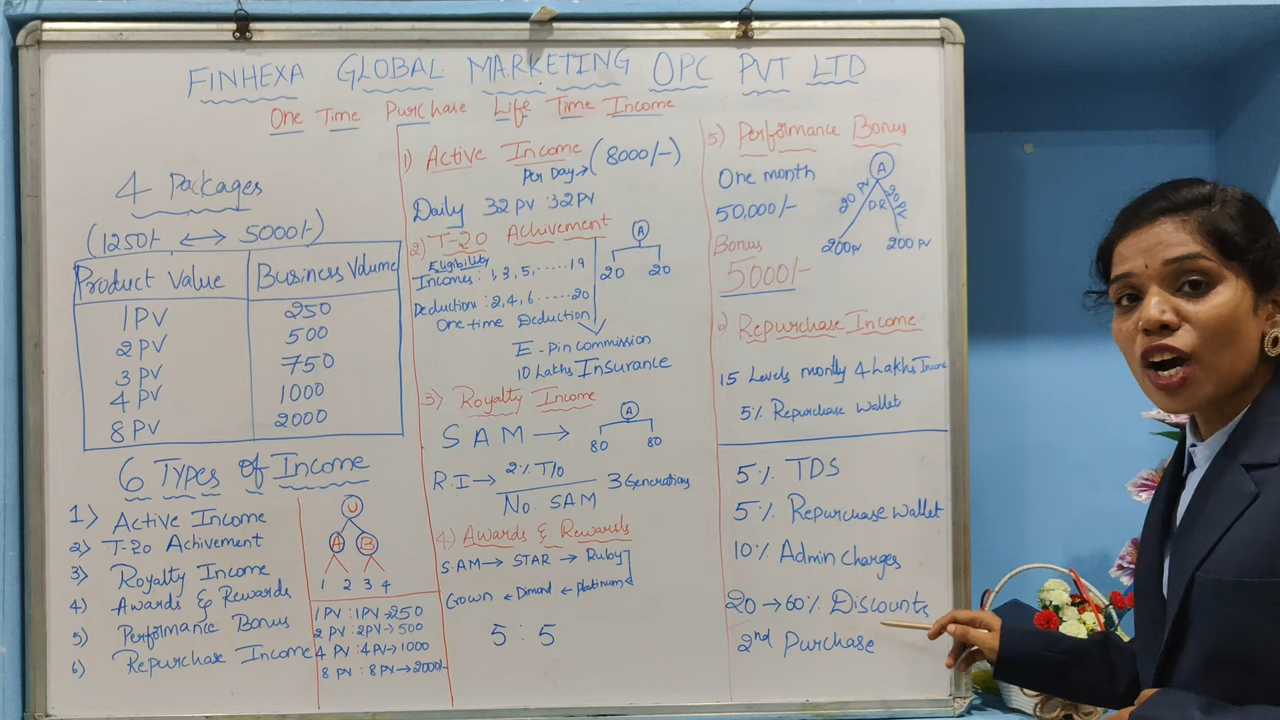 FINHEXA GLOBAL MARKETING OPC PVT LTD
One Time Purchase Life Time Income
4 Packages
(1250/- ↔ 5000/-)
Product Value Business Volume
1PV 250
2PV 500
3PV 750
4PV 1000
8PV 2000
6 Types of Income
1) Active Income
2) T-20 Achivement
3) Royalty Income
4) Awards & Rewards
5) Performance Bonus
6) Repurchase Income
U
A B
1 2 3 4
1PV : 1PV → 250
2PV : 2PV → 500
4PV : 4PV → 1000
8PV : 8PV → 2000/-
1) Active Income (8000/-)
Per Day →
Daily 32PV : 32PV
2) T-20 Achivement
Eligibility
Incomes : 1, 3, 5, ...... 19
Deductions : 2, 4, 6 ...... 20
One-time Deduction
A
20 20
E-Pin Commission
10 Lakhs Insurance
3) Royalty Income
SAM →
A
80 80
R.I → 2% T/o
No. SAM
3 Generations
4) Awards & Rewards
SAM → STAR → Ruby
Crown ← Dimand ← Platinum ←
5 : 5
5) Performance Bonus
One month
50,000/-
Bonus
5000/-
A
20 PV DR 20 PV
200PV 200PV
6) Repurchase Income
15 Levels montly 4 Lakhs Income
5% Repurchase Wallet
5% TDS
5% Repurchase Wallet
10% Admin Charges
20 → 60% Discounts
2nd Purchase